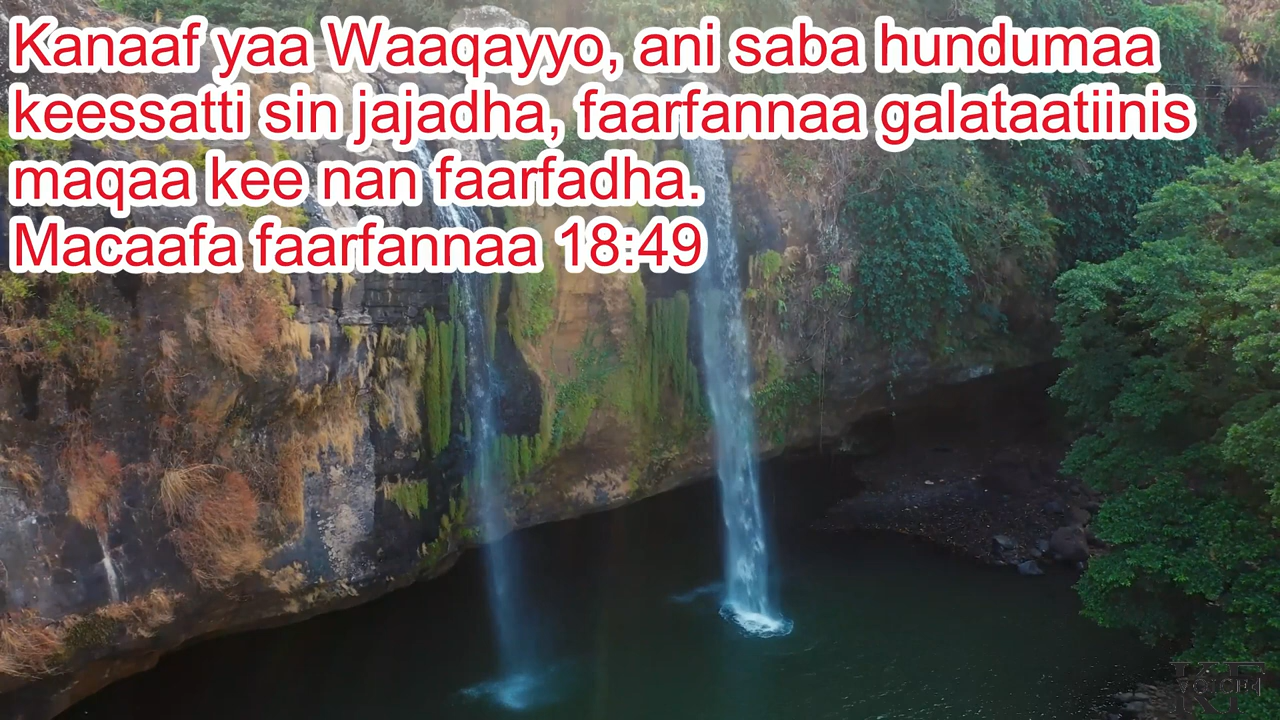 Kanaaf yaa Waaqayyo, ani saba hundumaa
keessatti sin jajadha, faarfannaa galataatiinis
maqaa kee nan faarfadha.
Macaafa faarfannaa 18:49